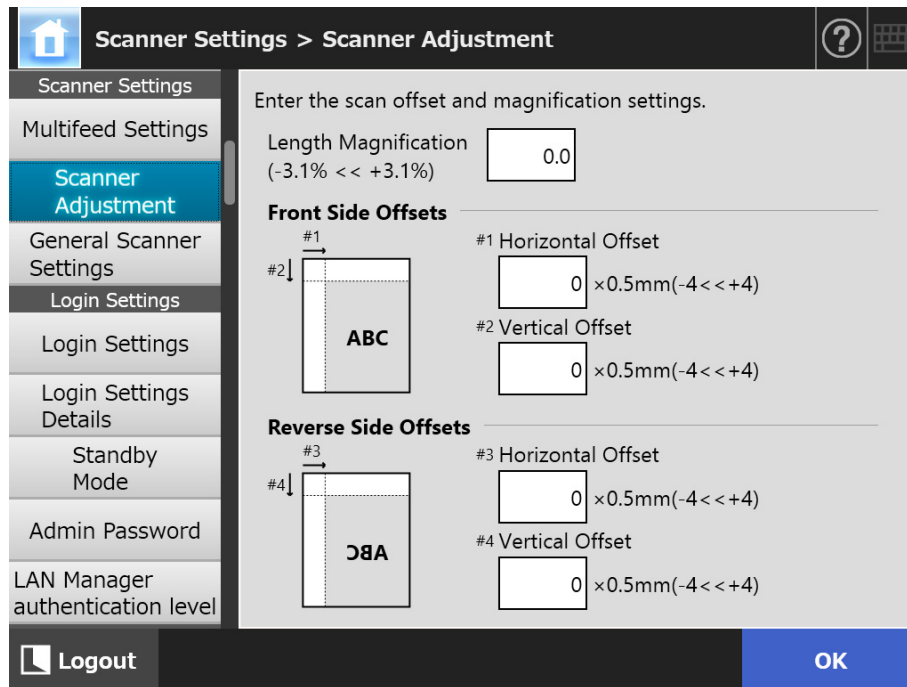 Scanner Settings > Scanner Adjustment
?
Scanner Settings
Multifeed Settings
Scanner
Adjustment
General Scanner
Settings
Login Settings
Login Settings
Login Settings
Details
Standby
Mode
Admin Password
LAN Manager
authentication level
Enter the scan offset and magnification settings.
Length Magnification
(-3.1% << +3.1%)
0.0
Front Side Offsets
#1
#2
ABC
#1 Horizontal Offset
0 ×0.5mm(-4<<+4)
#2 Vertical Offset
0 ×0.5mm(-4<<+4)
Reverse Side Offsets
#3
#4
ABC
#3 Horizontal Offset
0 ×0.5mm(-4<<+4)
#4 Vertical Offset
0 ×0.5mm(-4<<+4)
Logout
OK